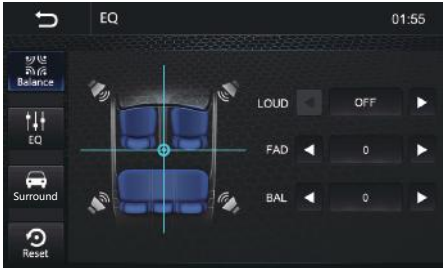 EQ
01:55
Balance
EQ
Surround
Reset
LOUD OFF
FAD 0
BAL 0